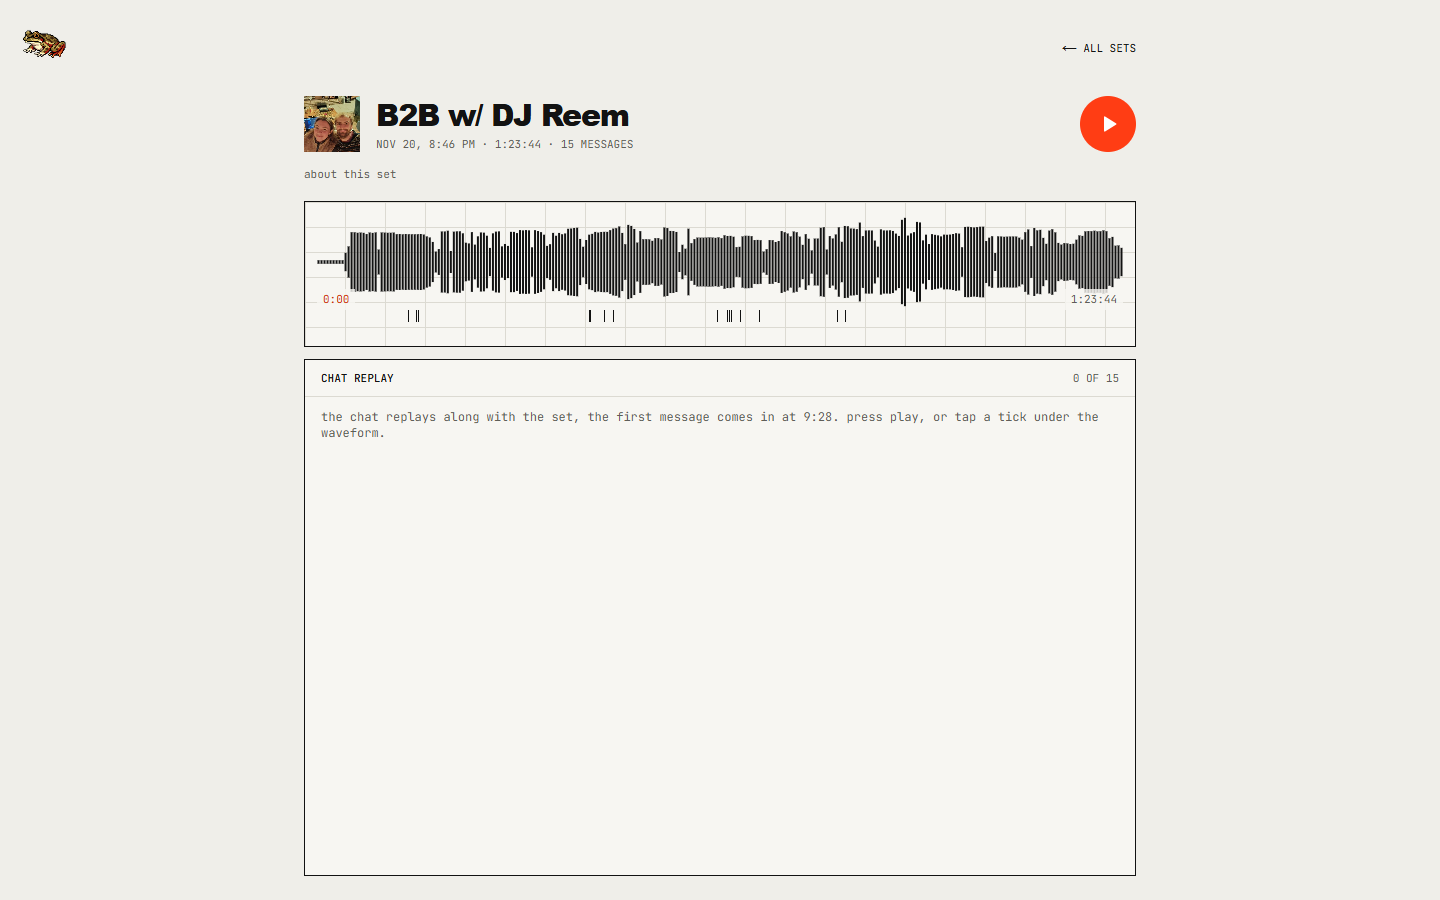 ← ALL SETS
B2B w/ DJ Reem
NOV 20, 8:46 PM · 1:23:44 · 15 MESSAGES
about this set
0:00
1:23:44
CHAT REPLAY
0 OF 15
the chat replays along with the set, the first message comes in at 9:28. press play, or tap a tick under the
waveform.